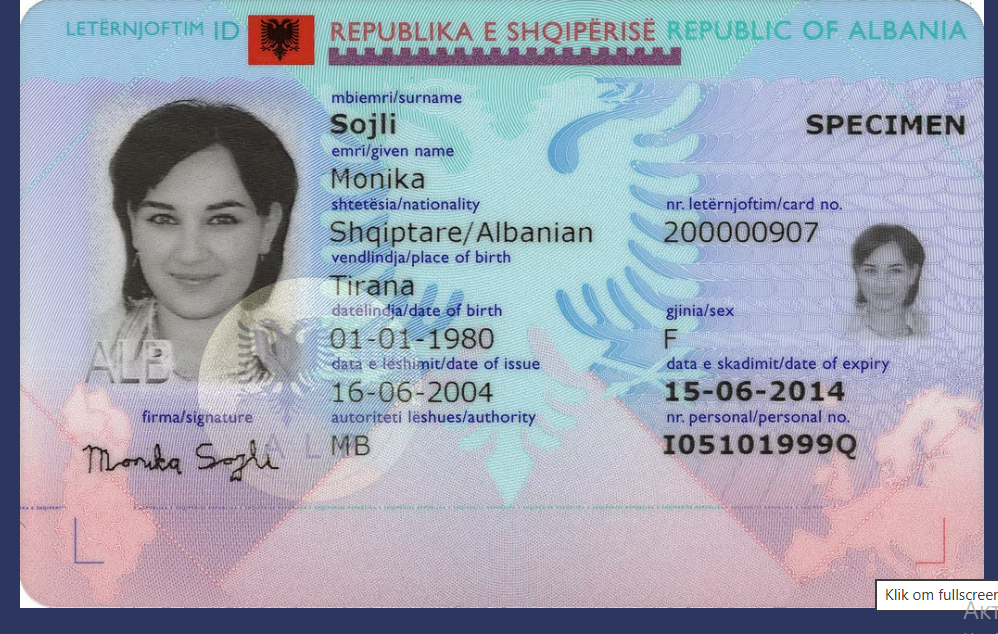 LETËRNJOFTIM ID REPUBLIKA E SHQIPËRISË REPUBLIC OF ALBANIA
mbiemri/surname
Sojli
SPECIMEN
emri/given name
Monika
shtetësia/nationality
nr. letërnjoftim/card no.
Shqiptare/Albanian
200000907
vendlindja/place of birth
Tirana
datëlindja/date of birth
gjinia/sex
01-01-1980
F
data e lëshimit/date of issue
data e skadimit/date of expiry
16-06-2004
15-06-2014
firma/signature
autoriteti lëshues/authority
nr. personal/personal no.
Monika Sojli
MB
I05101999Q
ALB
AL
Klik om fullscreen
Акт